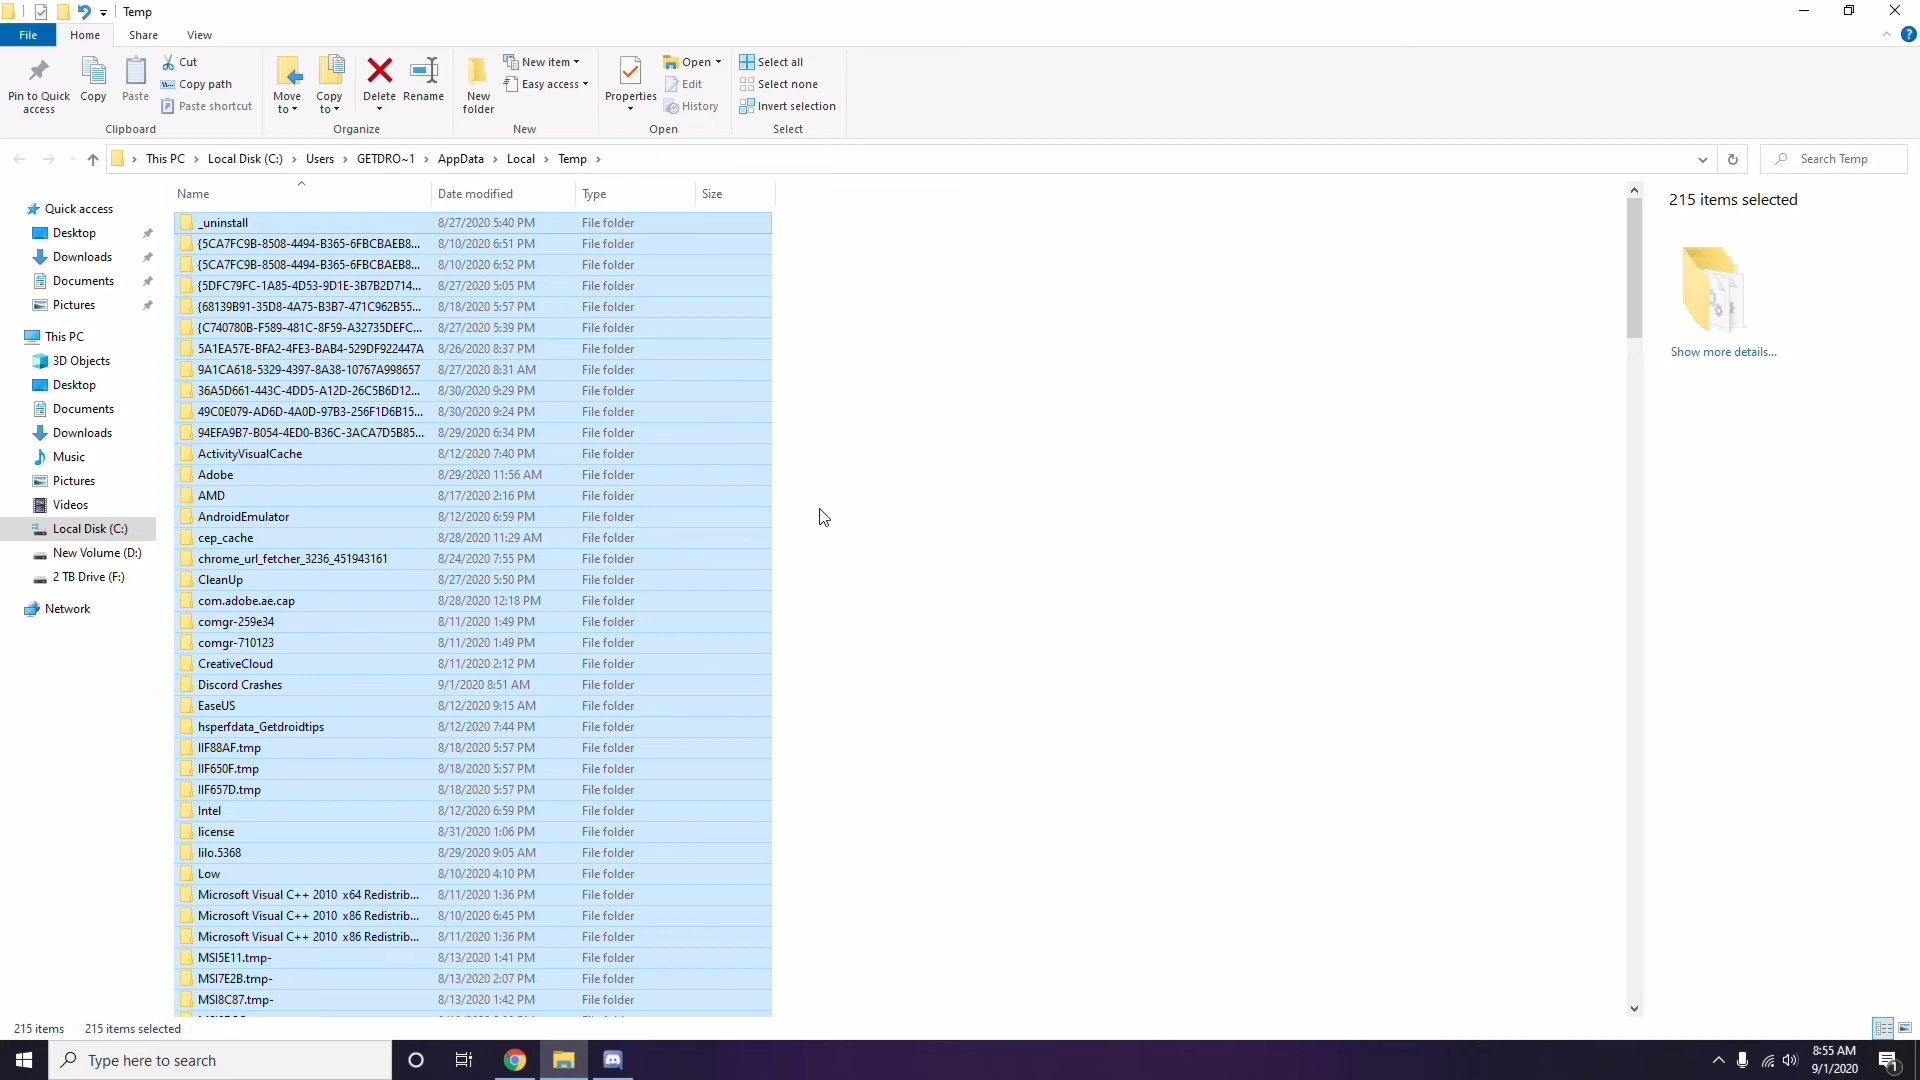 Temp
File Home Share View
Pin to Quick access
Copy
Paste
Cut
Copy path
Paste shortcut
Clipboard
Move to
Copy to
Delete
Rename
Organize
New folder
New item
Easy access
New
Properties
Open
Edit
History
Open
Select all
Select none
Invert selection
Select
This PC > Local Disk (C:) > Users > GETDRO~1 > AppData > Local > Temp >
Search Temp
Quick access
Desktop
Downloads
Documents
Pictures
This PC
3D Objects
Desktop
Documents
Downloads
Music
Pictures
Videos
Local Disk (C:)
New Volume (D:)
2 TB Drive (F:)
Network
Name Date modified Type Size
_uninstall 8/27/2020 5:40 PM File folder
{5CA7FC9B-8508-4494-B365-6FBCBAEB8... 8/10/2020 6:51 PM File folder
{5CA7FC9B-8508-4494-B365-6FBCBAEB8... 8/10/2020 6:52 PM File folder
{5DFC79FC-1A85-4D53-9D1E-3B7B2D714... 8/27/2020 5:05 PM File folder
{68139B91-35D8-4A75-B3B7-471C962B55... 8/18/2020 5:57 PM File folder
{C740780B-F589-481C-8F59-A32735DEFC... 8/27/2020 5:39 PM File folder
5A1EA57E-BFA2-4FE3-BAB4-529DF922447A 8/26/2020 8:37 PM File folder
9A1CA618-5329-4397-8A38-10767A998657 8/27/2020 8:31 AM File folder
36A5D661-443C-4DD5-A12D-26C5B6D12... 8/30/2020 9:29 PM File folder
49C0E079-AD6D-4A0D-97B3-256F1D6B15... 8/30/2020 9:24 PM File folder
94EFA9B7-B054-4ED0-B36C-3ACA7D5B85... 8/29/2020 6:34 PM File folder
ActivityVisualCache 8/12/2020 7:40 PM File folder
Adobe 8/29/2020 11:56 AM File folder
AMD 8/17/2020 2:16 PM File folder
AndroidEmulator 8/12/2020 6:59 PM File folder
cep_cache 8/28/2020 11:29 AM File folder
chrome_url_fetcher_3236_451943161 8/24/2020 7:55 PM File folder
CleanUp 8/27/2020 5:50 PM File folder
com.adobe.ae.cap 8/28/2020 12:18 PM File folder
comgr-259e34 8/11/2020 1:49 PM File folder
comgr-710123 8/11/2020 1:49 PM File folder
CreativeCloud 8/11/2020 2:12 PM File folder
Discord Crashes 9/1/2020 8:51 AM File folder
EaseUS 8/12/2020 9:15 AM File folder
hsperfdata_Getdroidtips 8/12/2020 7:44 PM File folder
IIF88AF.tmp 8/18/2020 5:57 PM File folder
IIF650F.tmp 8/18/2020 5:57 PM File folder
IIF657D.tmp 8/18/2020 5:57 PM File folder
Intel 8/12/2020 6:59 PM File folder
license 8/31/2020 1:06 PM File folder
lilo.5368 8/29/2020 9:05 AM File folder
Low 8/10/2020 4:10 PM File folder
Microsoft Visual C++ 2010 x64 Redistrib... 8/11/2020 1:36 PM File folder
Microsoft Visual C++ 2010 x86 Redistrib... 8/10/2020 6:45 PM File folder
Microsoft Visual C++ 2010 x86 Redistrib... 8/11/2020 1:36 PM File folder
MSI5E11.tmp- 8/13/2020 1:41 PM File folder
MSI7E2B.tmp- 8/13/2020 2:07 PM File folder
MSI8C87.tmp- 8/13/2020 1:42 PM File folder
215 items selected
Show more details...
215 items 215 items selected
Type here to search
8:55 AM
9/1/2020
1